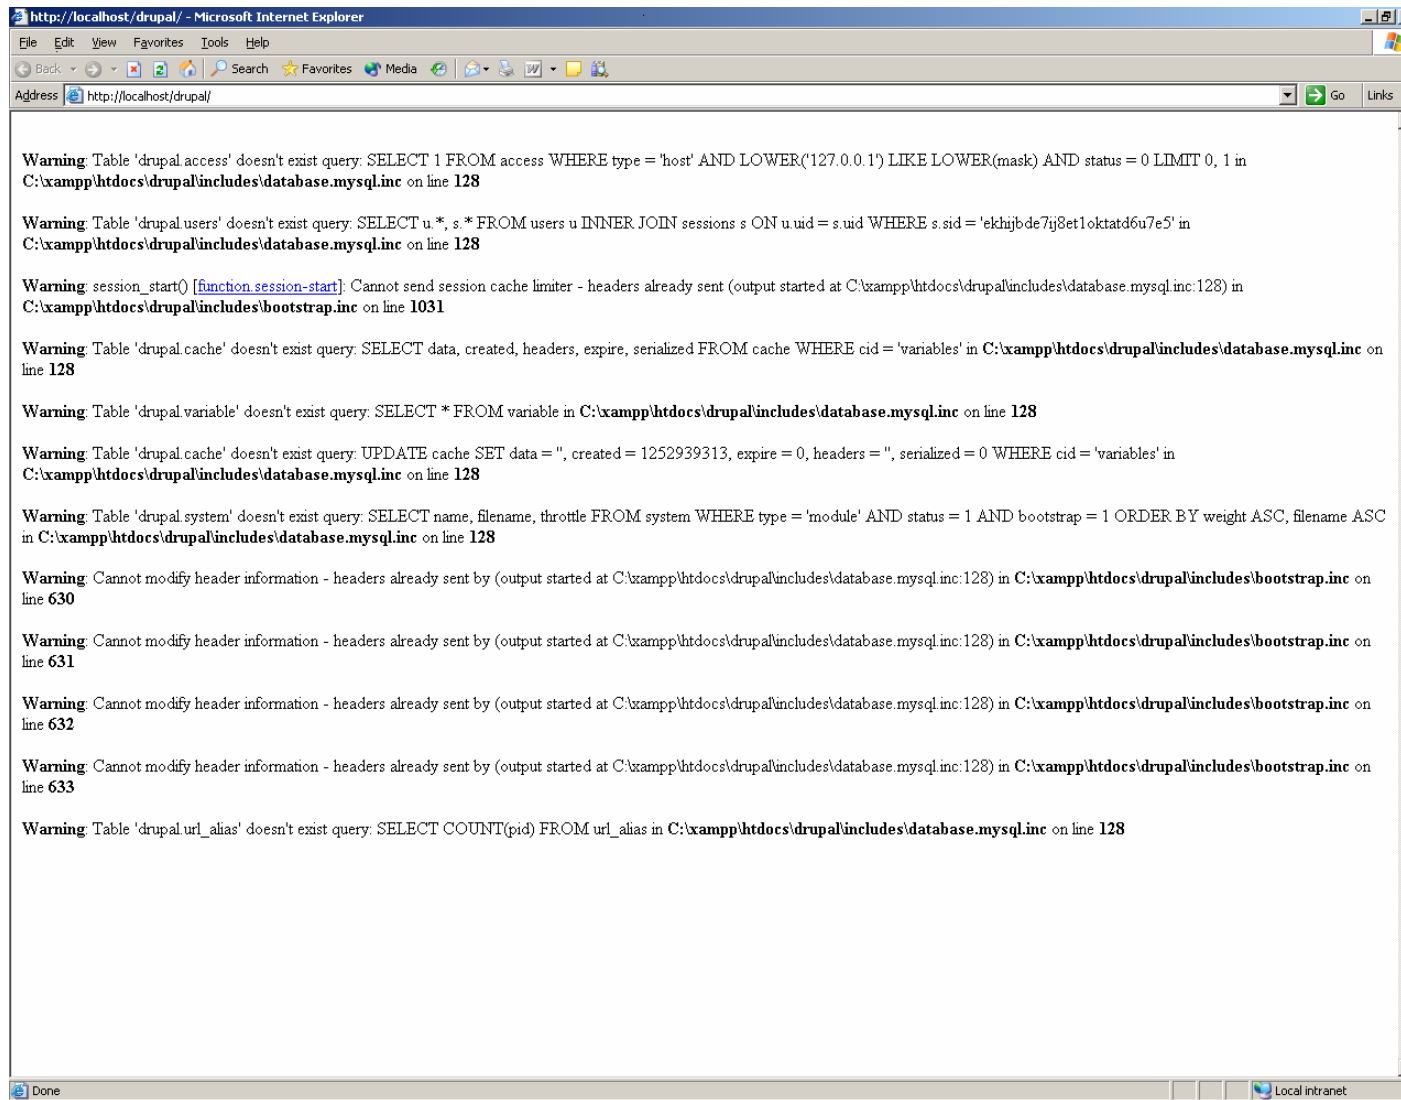 http://localhost/drupal/ - Microsoft Internet Explorer
File Edit View Favorites Tools Help
Back Search Favorites Media
Address http://localhost/drupal/ Go Links
Warning: Table 'drupal.access' doesn't exist query: SELECT 1 FROM access WHERE type = 'host' AND LOWER('127.0.0.1') LIKE LOWER(mask) AND status = 0 LIMIT 0, 1 in
C:\xampp\htdocs\drupal\includes\database.mysql.inc on line 128
Warning: Table 'drupal.users' doesn't exist query: SELECT u.*, s.* FROM users u INNER JOIN sessions s ON u.uid = s.uid WHERE s.sid = 'ekhijbde7ij8et1oktatd6u7e5' in
C:\xampp\htdocs\drupal\includes\database.mysql.inc on line 128
Warning: session_start() [function.session-start]: Cannot send session cache limiter - headers already sent (output started at C:\xampp\htdocs\drupal\includes\database.mysql.inc:128) in
C:\xampp\htdocs\drupal\includes\bootstrap.inc on line 1031
Warning: Table 'drupal.cache' doesn't exist query: SELECT data, created, headers, expire, serialized FROM cache WHERE cid = 'variables' in C:\xampp\htdocs\drupal\includes\database.mysql.inc on
line 128
Warning: Table 'drupal.variable' doesn't exist query: SELECT * FROM variable in C:\xampp\htdocs\drupal\includes\database.mysql.inc on line 128
Warning: Table 'drupal.cache' doesn't exist query: UPDATE cache SET data = '', created = 1252939313, expire = 0, headers = '', serialized = 0 WHERE cid = 'variables' in
C:\xampp\htdocs\drupal\includes\database.mysql.inc on line 128
Warning: Table 'drupal.system' doesn't exist query: SELECT name, filename, throttle FROM system WHERE type = 'module' AND status = 1 AND bootstrap = 1 ORDER BY weight ASC, filename ASC
in C:\xampp\htdocs\drupal\includes\database.mysql.inc on line 128
Warning: Cannot modify header information - headers already sent by (output started at C:\xampp\htdocs\drupal\includes\database.mysql.inc:128) in C:\xampp\htdocs\drupal\includes\bootstrap.inc on
line 630
Warning: Cannot modify header information - headers already sent by (output started at C:\xampp\htdocs\drupal\includes\database.mysql.inc:128) in C:\xampp\htdocs\drupal\includes\bootstrap.inc on
line 631
Warning: Cannot modify header information - headers already sent by (output started at C:\xampp\htdocs\drupal\includes\database.mysql.inc:128) in C:\xampp\htdocs\drupal\includes\bootstrap.inc on
line 632
Warning: Cannot modify header information - headers already sent by (output started at C:\xampp\htdocs\drupal\includes\database.mysql.inc:128) in C:\xampp\htdocs\drupal\includes\bootstrap.inc on
line 633
Warning: Table 'drupal.url_alias' doesn't exist query: SELECT COUNT(pid) FROM url_alias in C:\xampp\htdocs\drupal\includes\database.mysql.inc on line 128
Done Local intranet